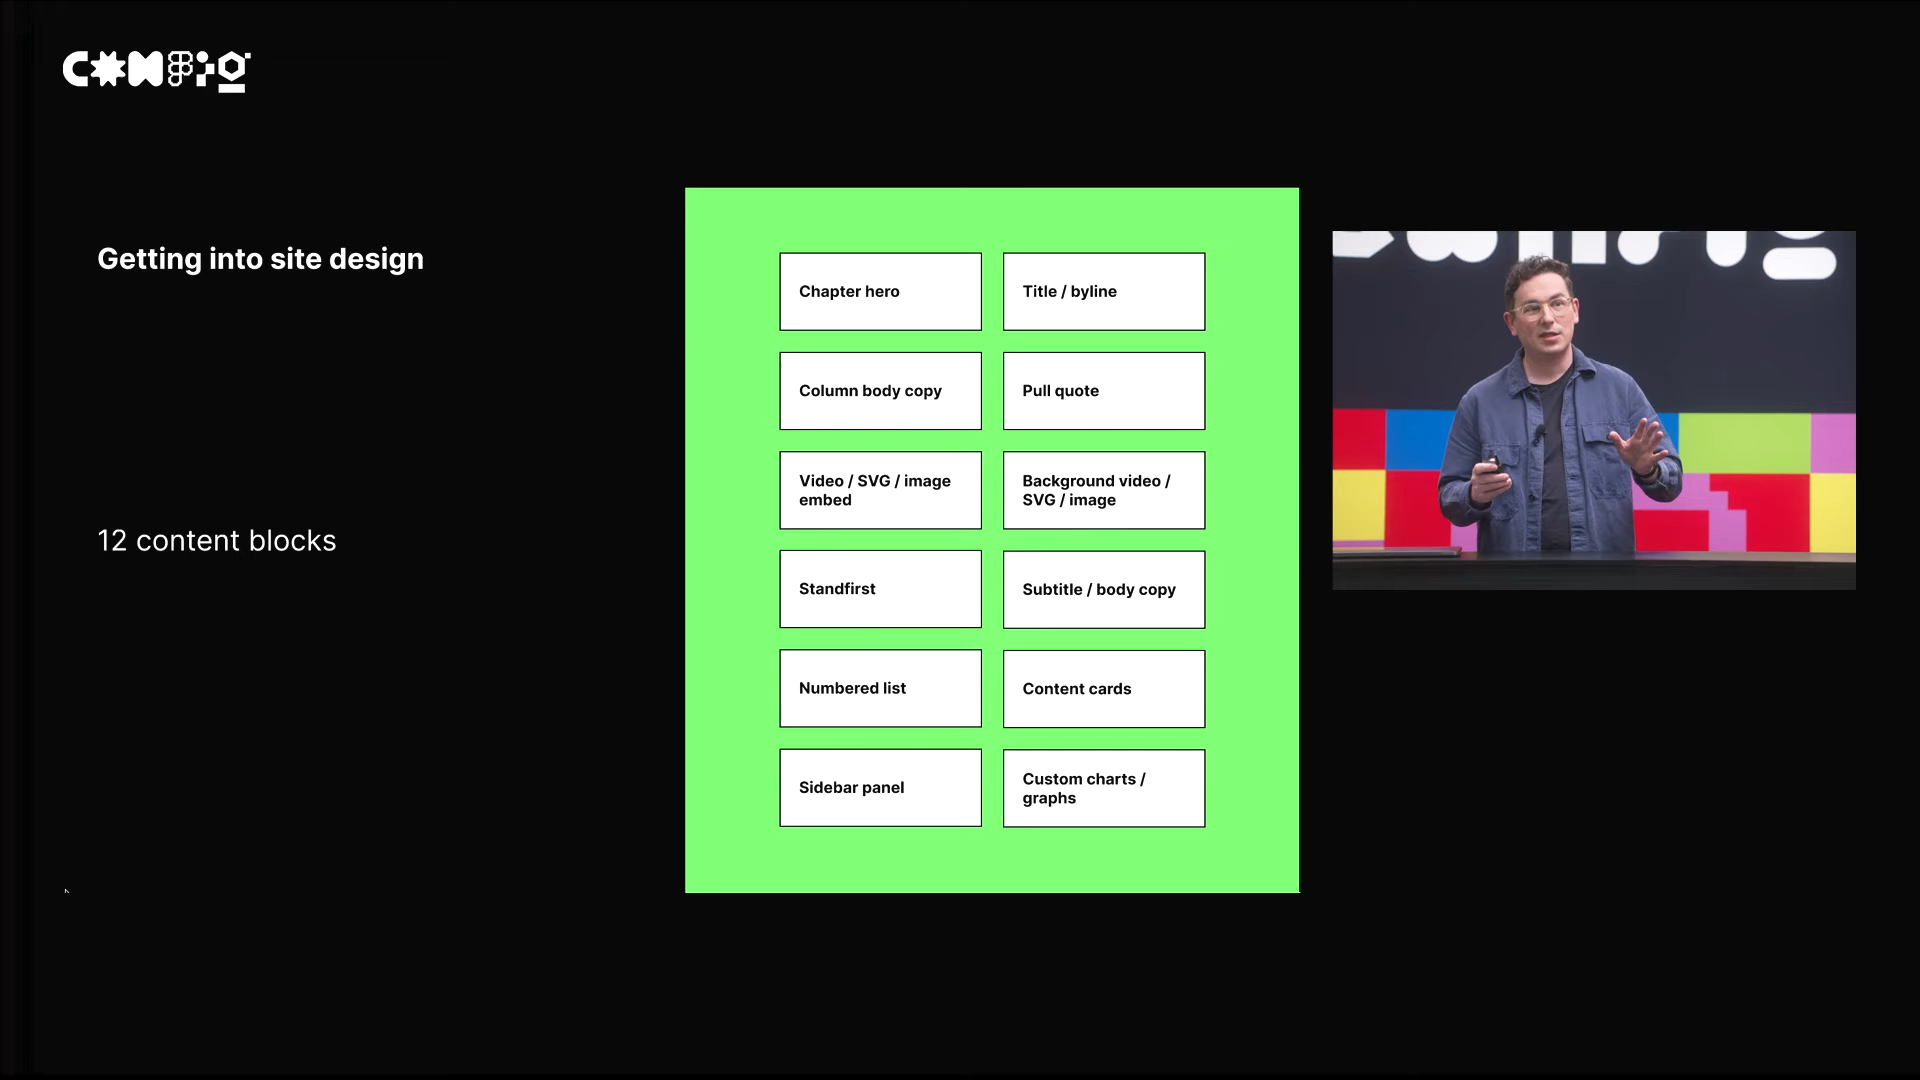 CONFIG
Getting into site design
12 content blocks
Chapter hero
Title / byline
Column body copy
Pull quote
Video / SVG / image
embed
Background video /
SVG / image
Standfirst
Subtitle / body copy
Numbered list
Content cards
Sidebar panel
Custom charts /
graphs